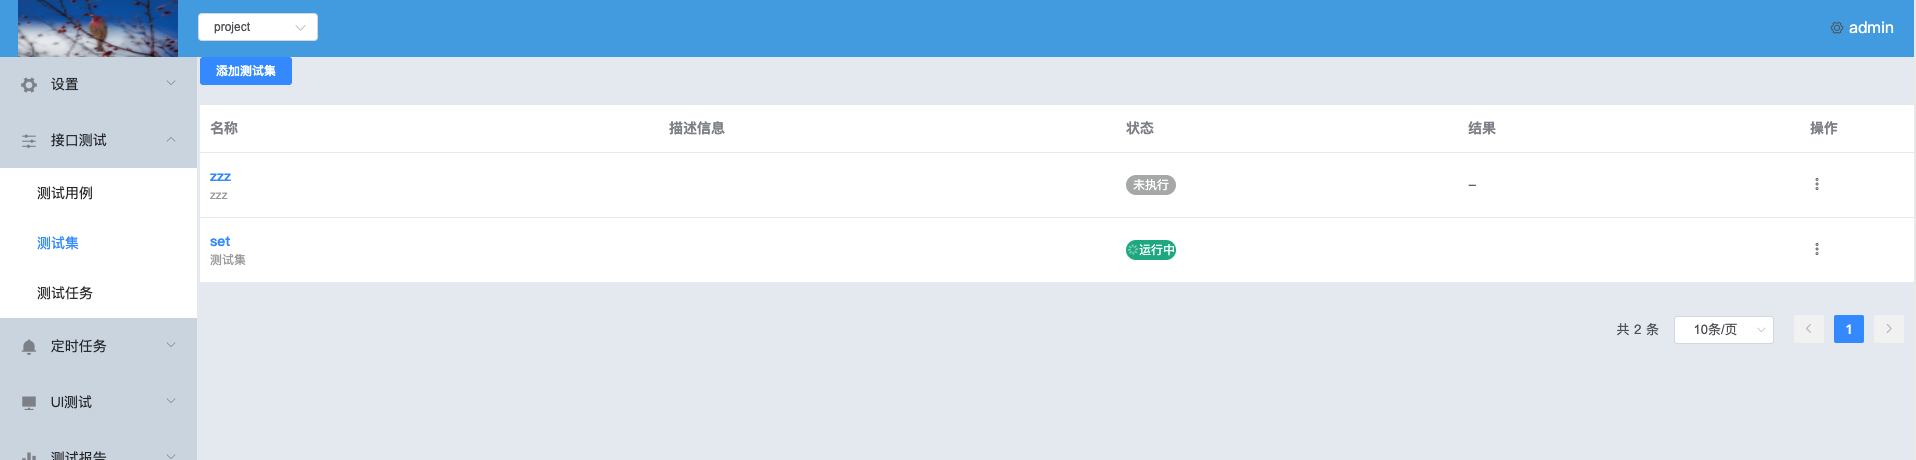 project
admin
设置
接口测试
测试用例
测试集
测试任务
定时任务
UI测试
测试报告
添加测试集
名称 描述信息 状态 结果 操作
zzz
zzz
未执行 –
set
测试集
运行中
共 2 条 10条/页 1